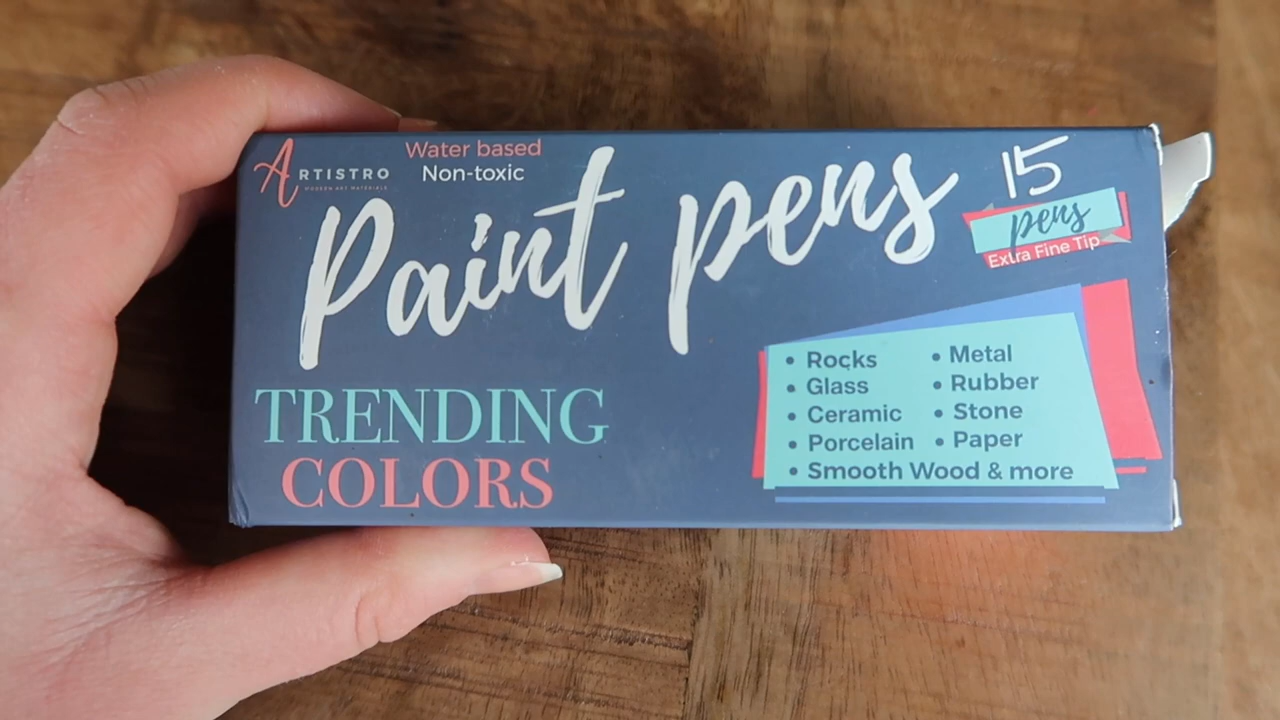 ARTISTRO
MODERN ART MATERIALS
Water based
Non-toxic
Paint pens
15
pens
Extra Fine Tip
TRENDING
COLORS
• Rocks
• Glass
• Ceramic
• Porcelain
• Metal
• Rubber
• Stone
• Paper
• Smooth Wood & more